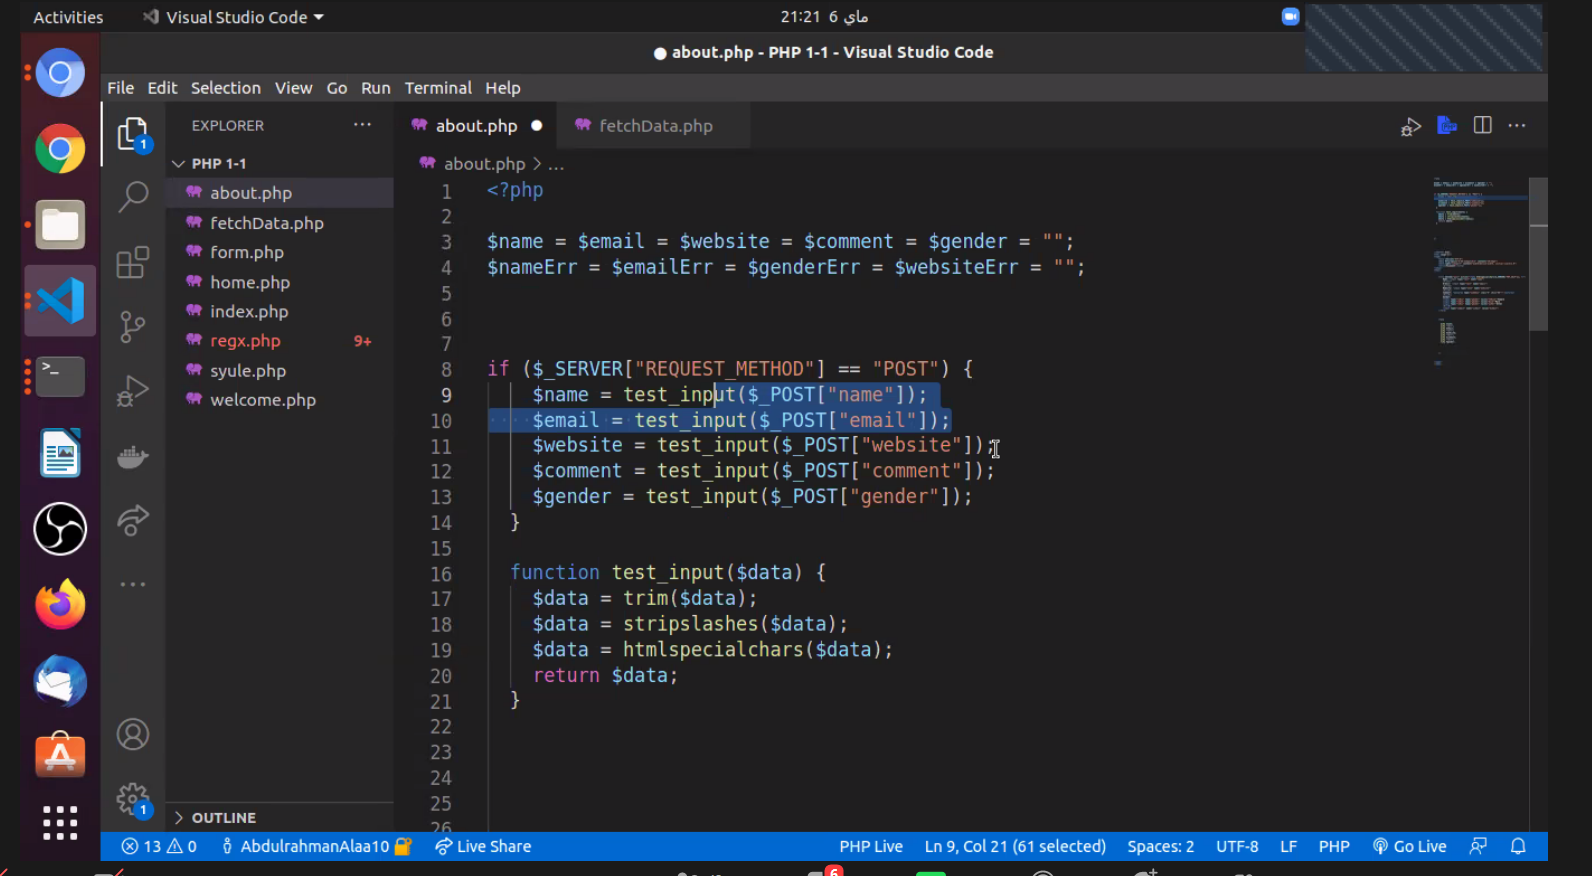 Activities
Visual Studio Code
21:21 6 ماي
● about.php - PHP 1-1 - Visual Studio Code
File Edit Selection View Go Run Terminal Help
EXPLORER ...
about.php ●
fetchData.php
...
about.php > ...
PHP 1-1
about.php
fetchData.php
form.php
home.php
index.php
regx.php 9+
syule.php
welcome.php
OUTLINE
1
1
1 <?php
2
3 $name = $email = $website = $comment = $gender = "";
4 $nameErr = $emailErr = $genderErr = $websiteErr = "";
5
6
7
8 if ($_SERVER["REQUEST_METHOD"] == "POST") {
9 $name = test_input($_POST["name"]);
10 $email = test_input($_POST["email"]);
11 $website = test_input($_POST["website"]);
12 $comment = test_input($_POST["comment"]);
13 $gender = test_input($_POST["gender"]);
14 }
15
16 function test_input($data) {
17 $data = trim($data);
18 $data = stripslashes($data);
19 $data = htmlspecialchars($data);
20 return $data;
21 }
22
23
24
25
26
13 0 AbdulrahmanAlaa10 Live Share PHP Live Ln 9, Col 21 (61 selected) Spaces: 2 UTF-8 LF PHP Go Live
6